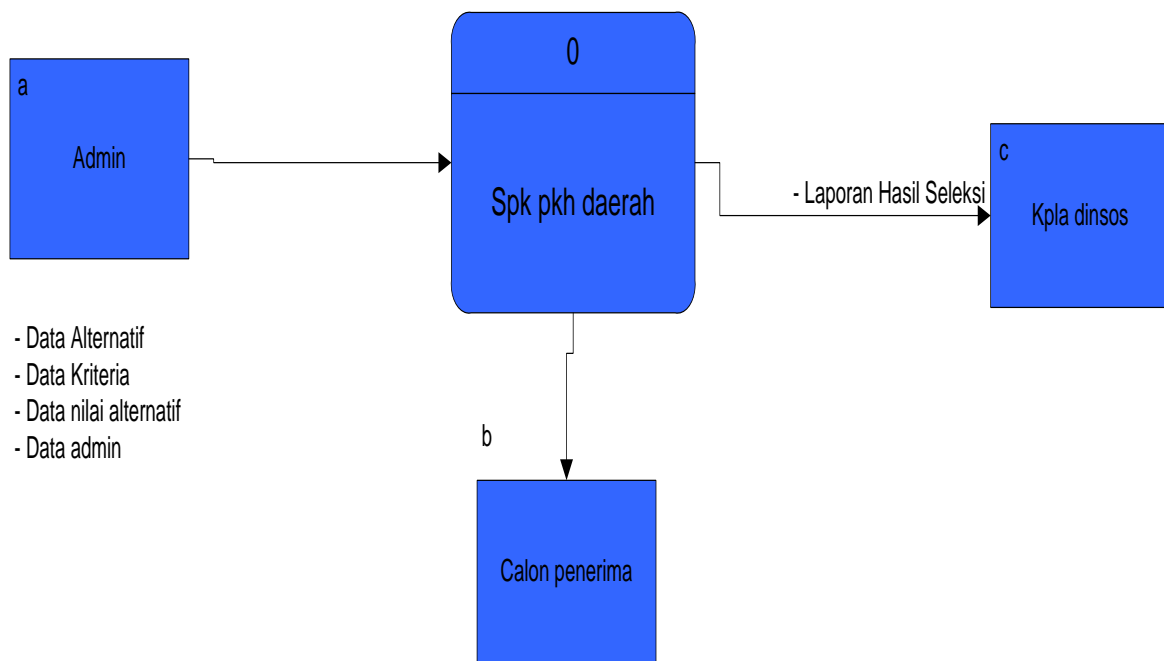 0
a
Admin
c
Spk pkh daerah
- Laporan Hasil Seleksi
Kpla dinsos
- Data Alternatif
- Data Kriteria
- Data nilai alternatif
- Data admin
b
Calon penerima